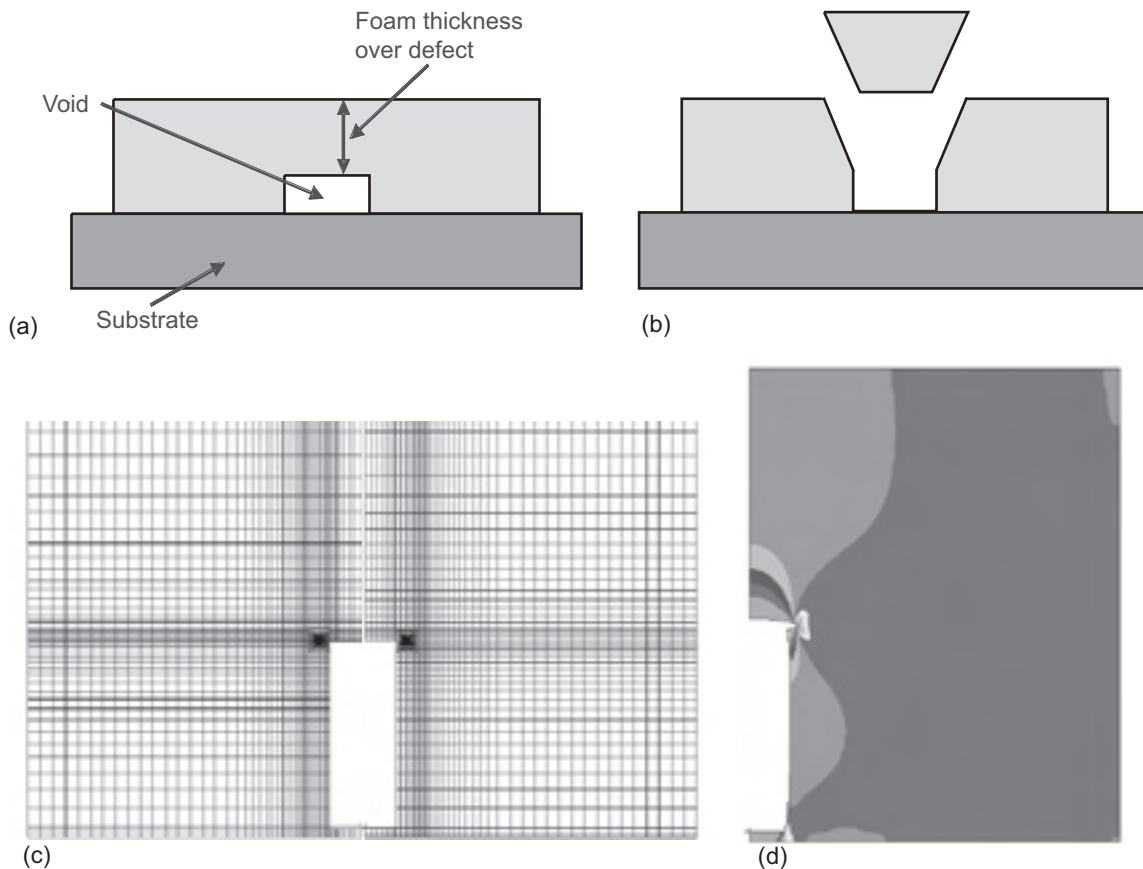 Foam thickness
over defect
Void
Substrate
(a)
(b)
(c)
(d)